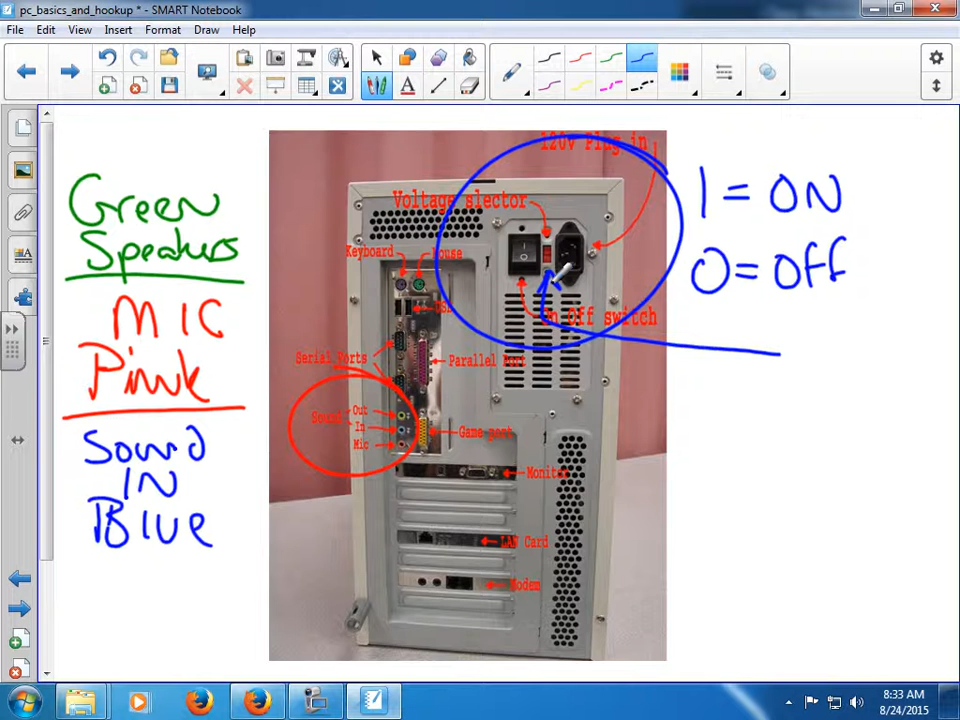 pc_basics_and_hookup * - SMART Notebook
File Edit View Insert Format Tools Draw Help
120v Plug in
Voltage slector
Keyboard
Mouse
USB
On Off switch
Serial Ports
Parallel Port
Sound
Out
In
Mic
Game port
Monitor
LAN Card
Modem
Green
Speakers
MIC
Pink
Sound
IN
Blue
1 = ON
0 = Off
8:33 AM
8/24/2015